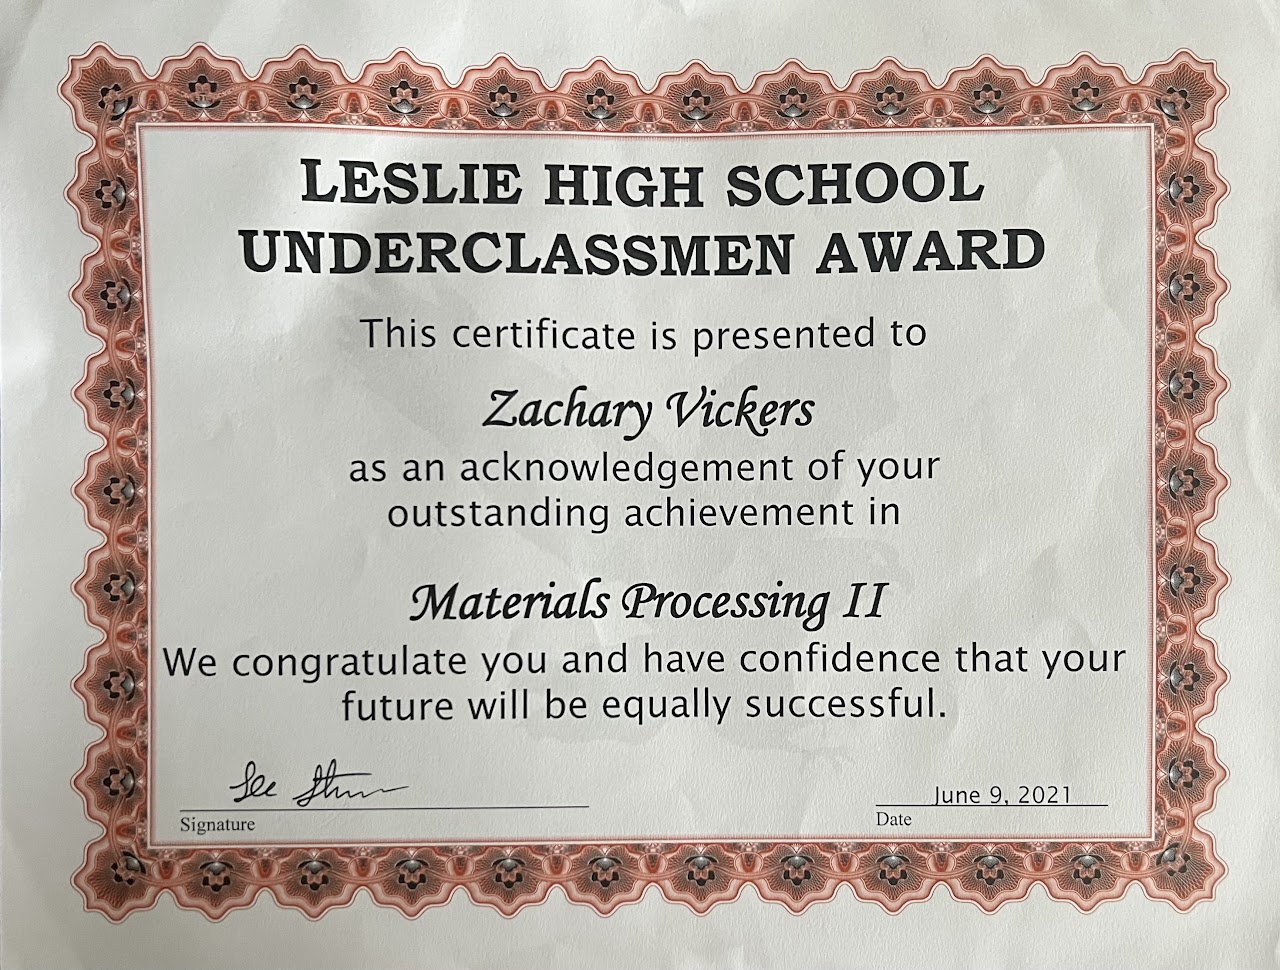 LESLIE HIGH SCHOOL
UNDERCLASSMEN AWARD
This certificate is presented to
Zachary Vickers
as an acknowledgement of your
outstanding achievement in
Materials Processing II
We congratulate you and have confidence that your
future will be equally successful.
June 9, 2021
Signature
Date